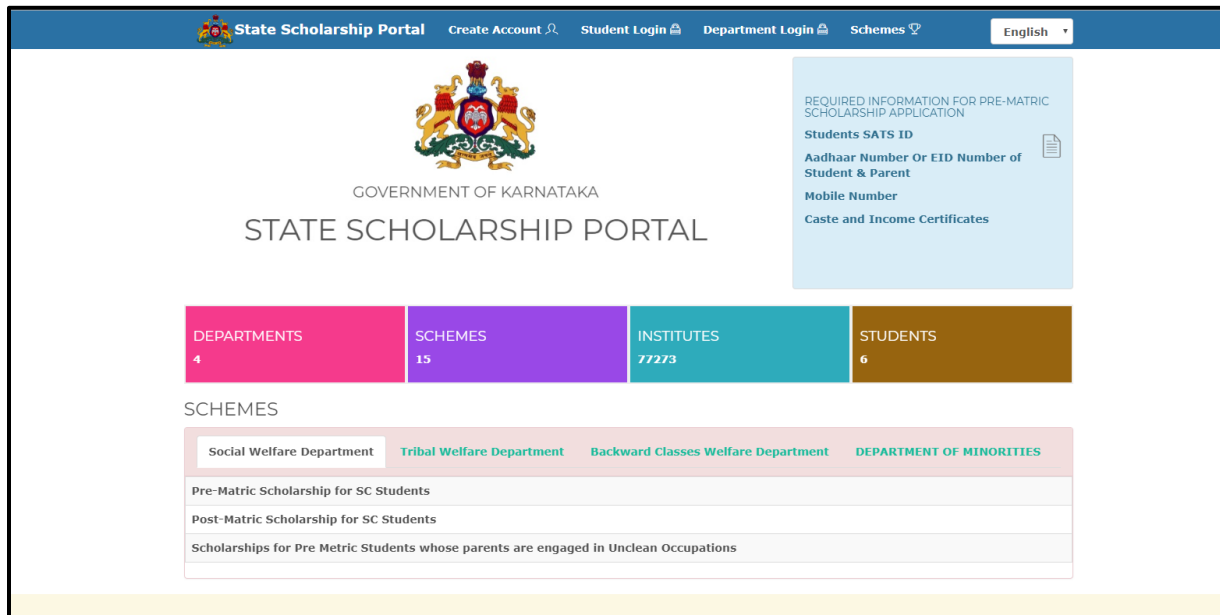 State Scholarship Portal Create Account Student Login Department Login Schemes English
REQUIRED INFORMATION FOR PRE-MATRIC
SCHOLARSHIP APPLICATION
Students SATS ID
Aadhaar Number Or EID Number of
Student & Parent
Mobile Number
Caste and Income Certificates
GOVERNMENT OF KARNATAKA
STATE SCHOLARSHIP PORTAL
DEPARTMENTS SCHEMES INSTITUTES STUDENTS
4 15 77273 6
SCHEMES
Social Welfare Department Tribal Welfare Department Backward Classes Welfare Department DEPARTMENT OF MINORITIES
Pre-Matric Scholarship for SC Students
Post-Matric Scholarship for SC Students
Scholarships for Pre Metric Students whose parents are engaged in Unclean Occupations